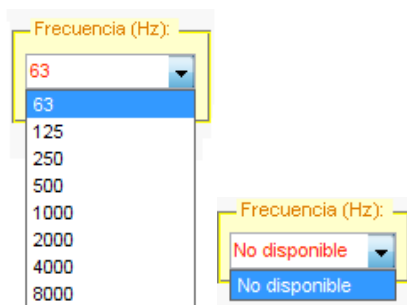 Frecuencia (Hz):
63
63
125
250
500
1000
2000
4000
8000
Frecuencia (Hz):
No disponible
No disponible